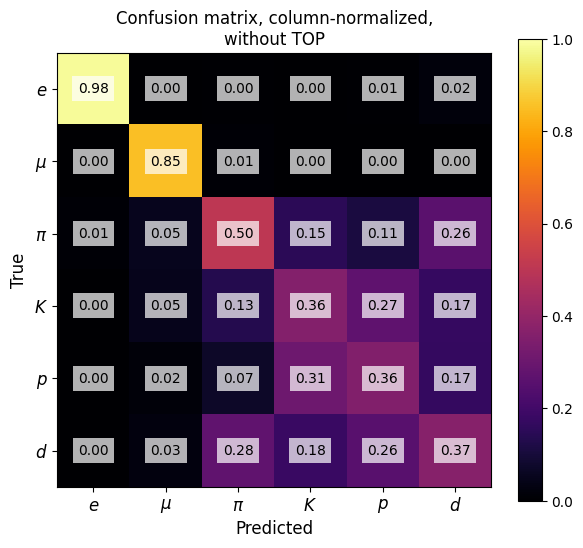 Confusion matrix, column-normalized,
without TOP
True
e 0.98 0.00 0.00 0.00 0.01 0.02
μ 0.00 0.85 0.01 0.00 0.00 0.00
π 0.01 0.05 0.50 0.15 0.11 0.26
K 0.00 0.05 0.13 0.36 0.27 0.17
p 0.00 0.02 0.07 0.31 0.36 0.17
d 0.00 0.03 0.28 0.18 0.26 0.37
e μ π K p d
Predicted
1.0
0.8
0.6
0.4
0.2
0.0